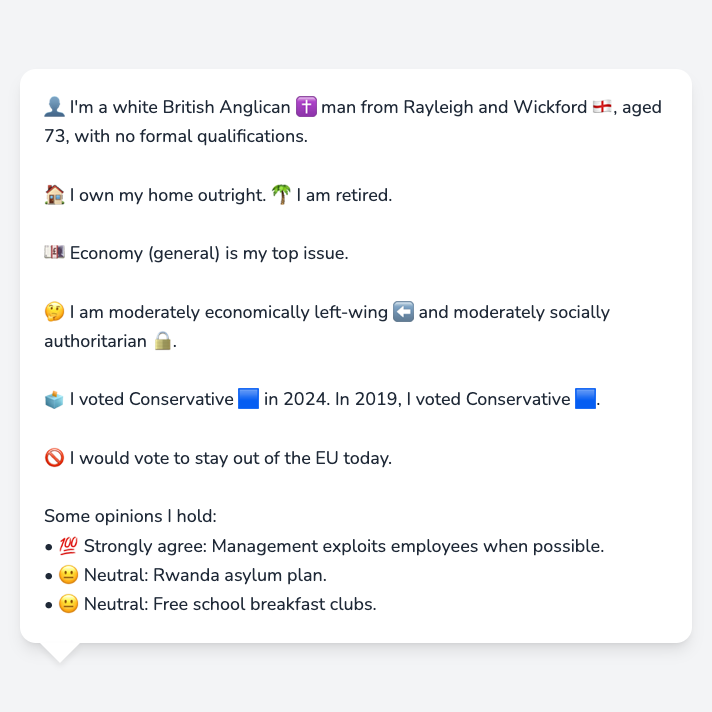 👤 I'm a white British Anglican ✝️ man from Rayleigh and Wickford 🏴󠁧󠁢󠁥󠁮󠁧󠁿, aged
73, with no formal qualifications.
🏠 I own my home outright. 🌴 I am retired.
💷 Economy (general) is my top issue.
🤔 I am moderately economically left-wing ⬅️ and moderately socially
authoritarian 🔒.
🗳️ I voted Conservative 🟦 in 2024. In 2019, I voted Conservative 🟦.
🚫 I would vote to stay out of the EU today.
Some opinions I hold:
• 💯 Strongly agree: Management exploits employees when possible.
• 😐 Neutral: Rwanda asylum plan.
• 😐 Neutral: Free school breakfast clubs.